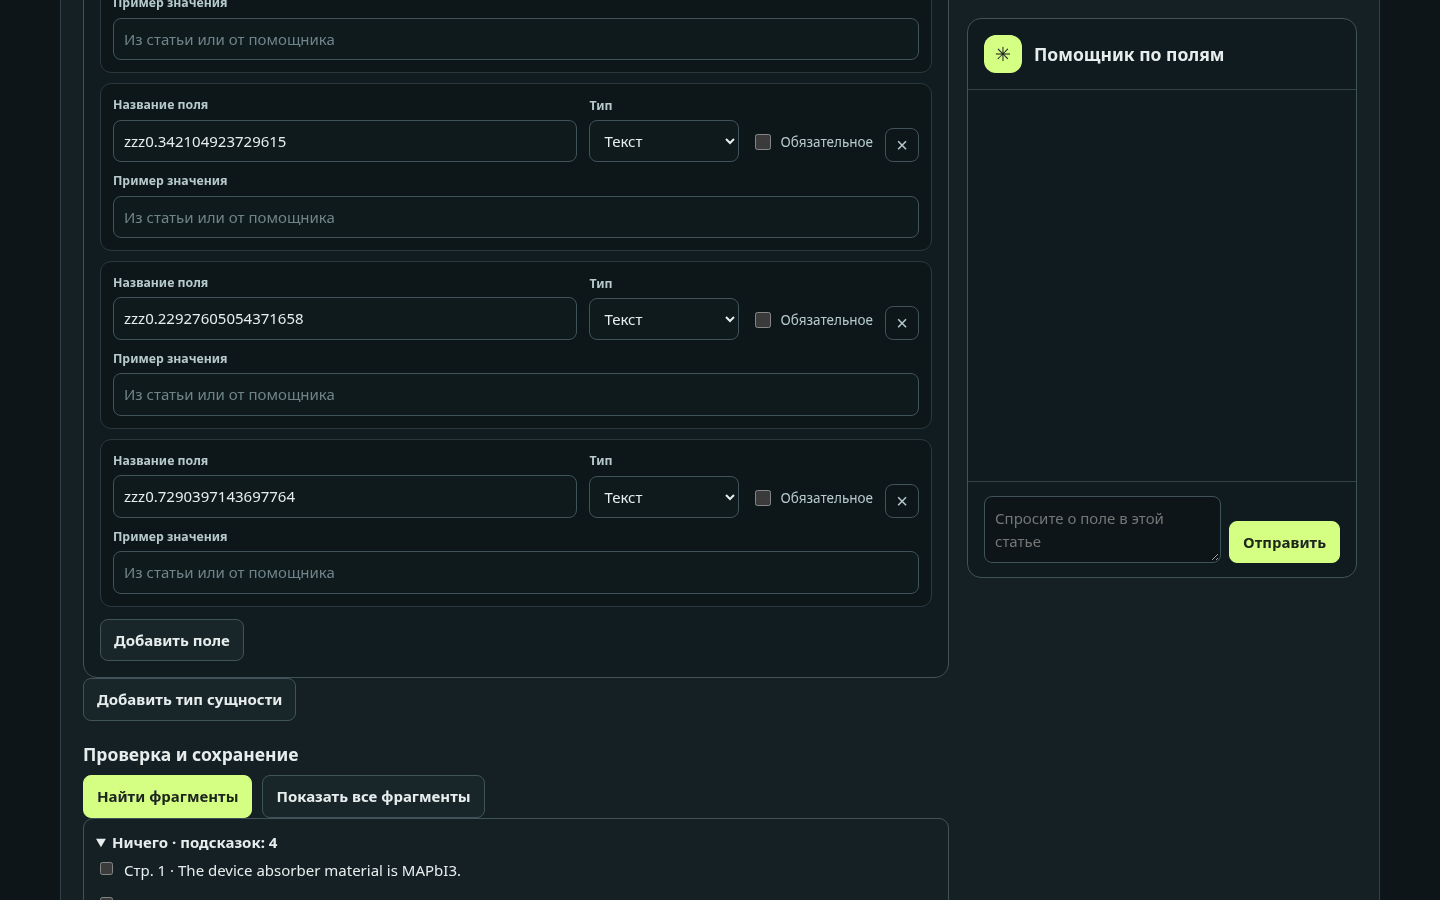 Пример значения
Из статьи или от помощника
Название поля
Тип
zzz0.342104923729615
Текст
Обязательное
×
Пример значения
Из статьи или от помощника
Название поля
Тип
zzz0.22927605054371658
Текст
Обязательное
×
Пример значения
Из статьи или от помощника
Название поля
Тип
zzz0.7290397143697764
Текст
Обязательное
×
Пример значения
Из статьи или от помощника
Добавить поле
Добавить тип сущности
Проверка и сохранение
Найти фрагменты
Показать все фрагменты
▼ Ничего · подсказок: 4
Стр. 1 · The device absorber material is MAPbI3.
✳ Помощник по полям
Спросите о поле в этой
статье
Отправить